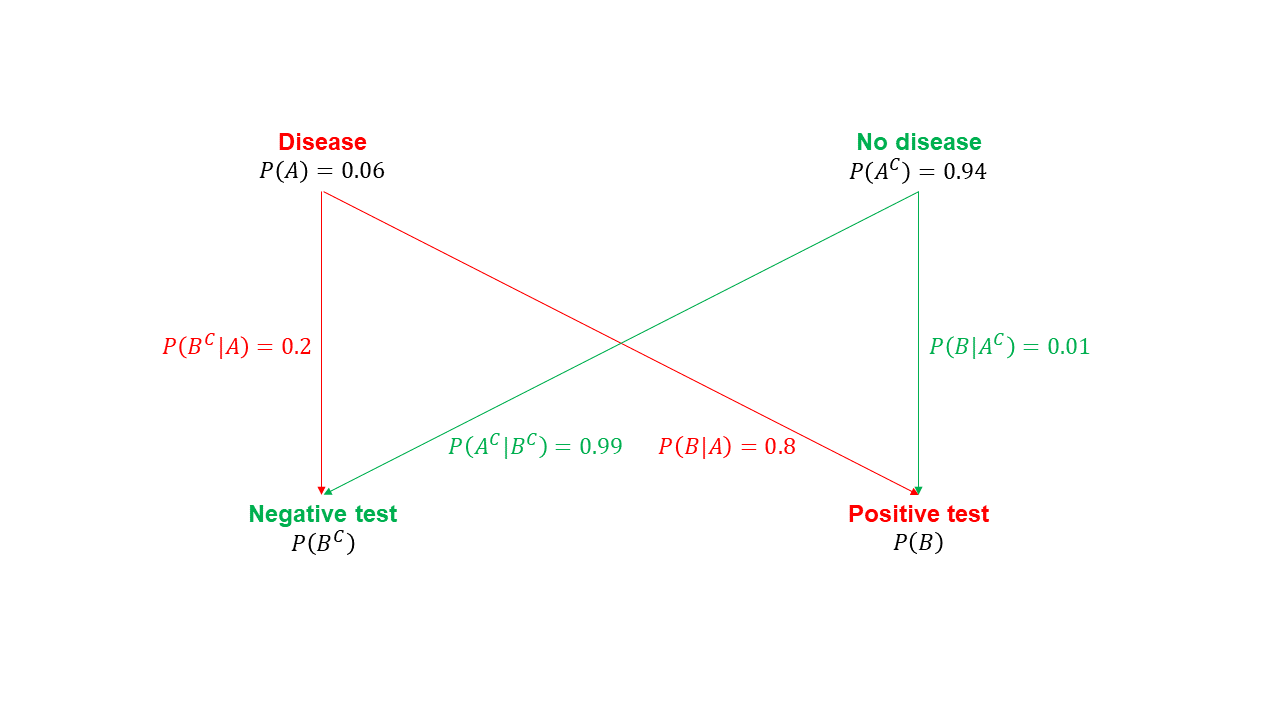 Disease
P(A) = 0.06
No disease
P(A^C) = 0.94
P(B^C|A) = 0.2
P(B|A^C) = 0.01
P(A^C|B^C) = 0.99
P(B|A) = 0.8
Negative test
P(B^C)
Positive test
P(B)